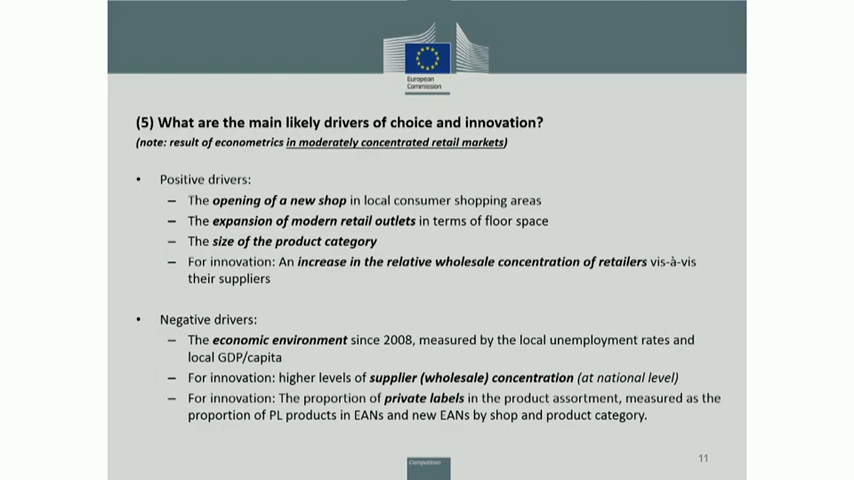 European
Commission
(5) What are the main likely drivers of choice and innovation?
(note: result of econometrics in moderately concentrated retail markets)
• Positive drivers:
– The opening of a new shop in local consumer shopping areas
– The expansion of modern retail outlets in terms of floor space
– The size of the product category
– For innovation: An increase in the relative wholesale concentration of retailers vis-à-vis
their suppliers
• Negative drivers:
– The economic environment since 2008, measured by the local unemployment rates and
local GDP/capita
– For innovation: higher levels of supplier (wholesale) concentration (at national level)
– For innovation: The proportion of private labels in the product assortment, measured as the
proportion of PL products in EANs and new EANs by shop and product category.
11
Competition